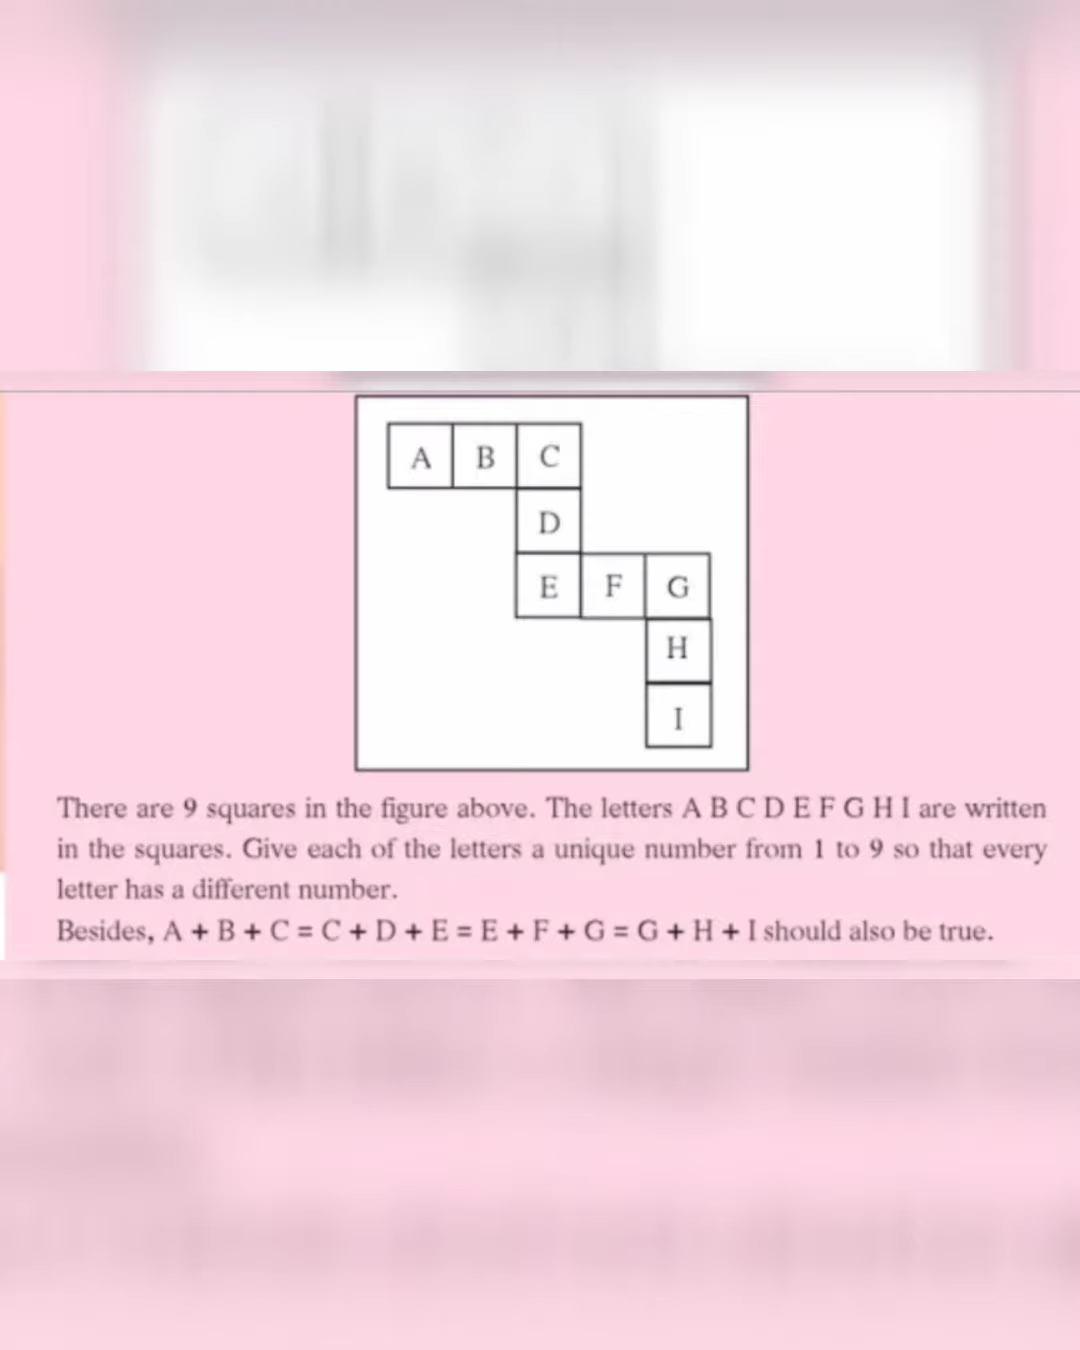 A B C
D
E F G
H
I
There are 9 squares in the figure above. The letters A B C D E F G H I are written
in the squares. Give each of the letters a unique number from 1 to 9 so that every
letter has a different number.
Besides, A + B + C = C + D + E = E + F + G = G + H + I should also be true.